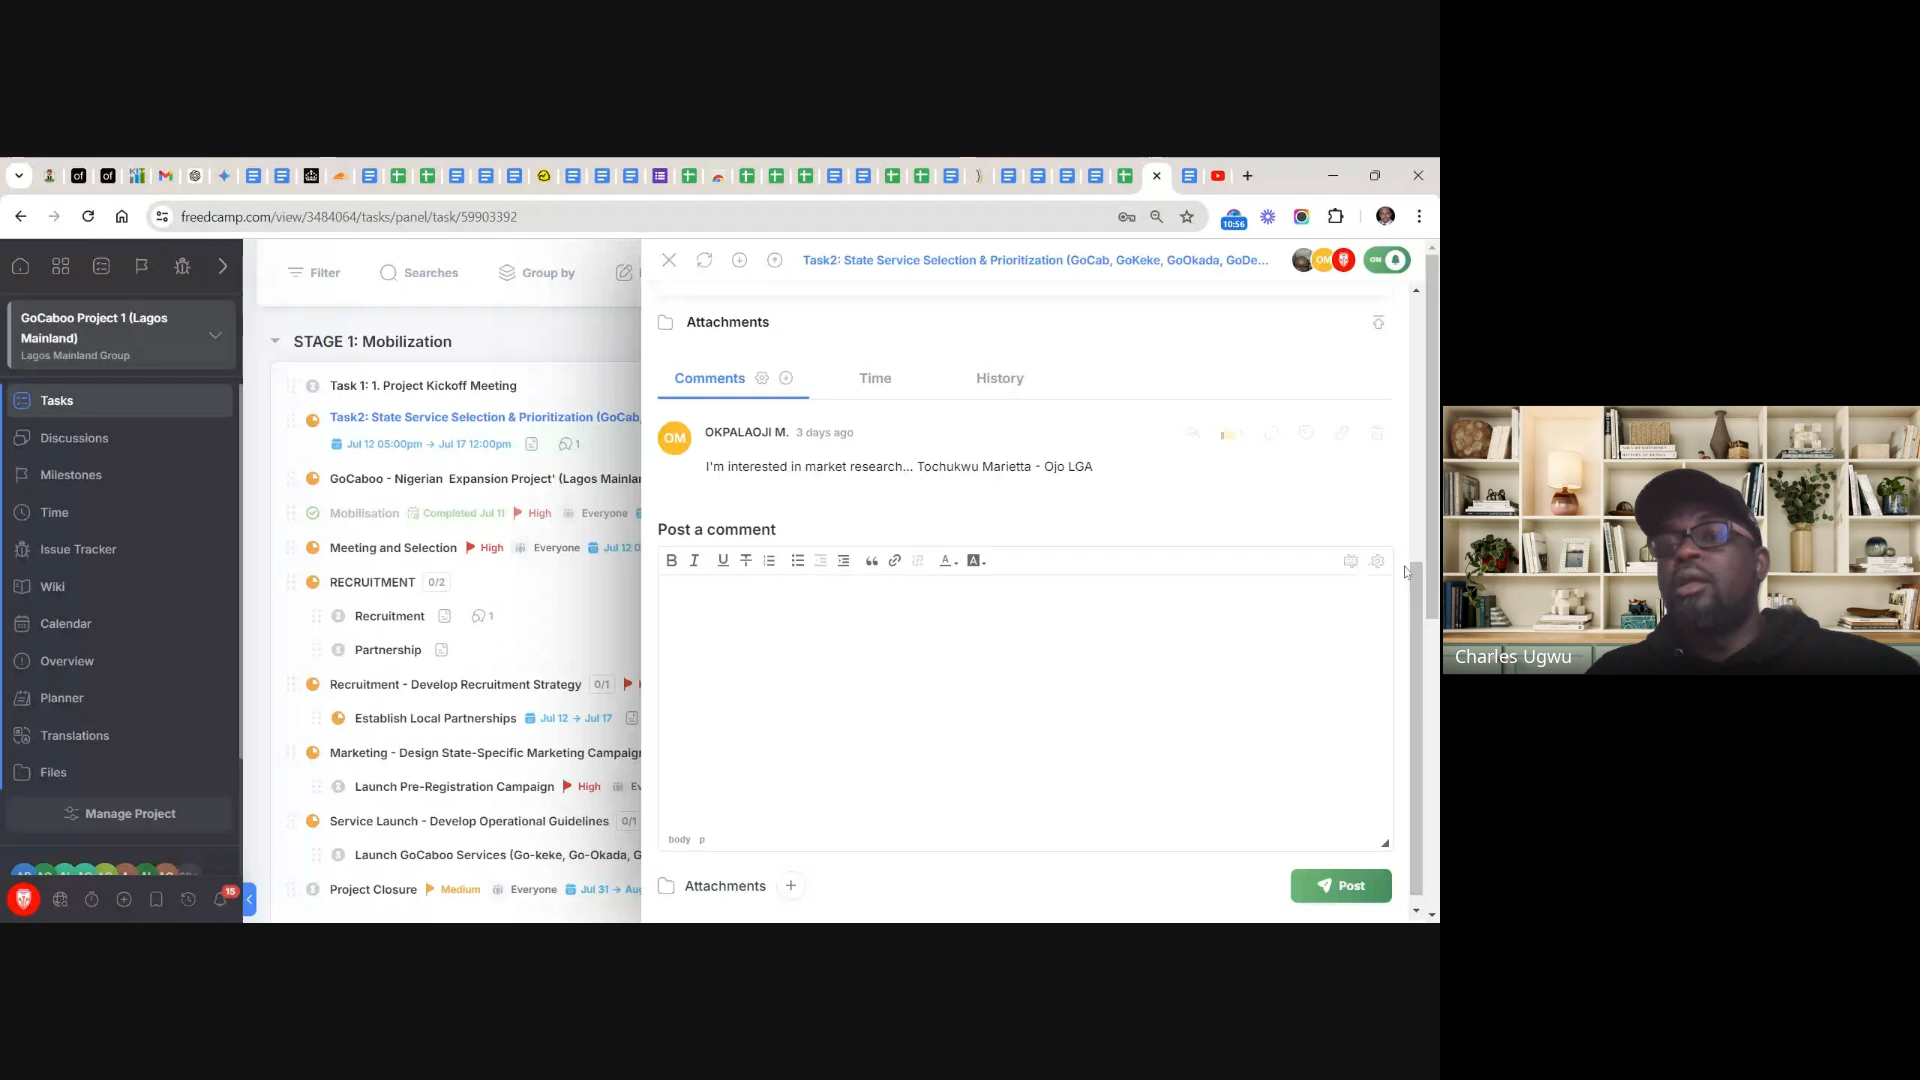 freedcamp.com/view/3484064/tasks/panel/task/59903392
10:56
GoCaboo Project 1 (Lagos Mainland)
Lagos Mainland Group
Tasks
Discussions
Milestones
Time
Issue Tracker
Wiki
Calendar
Overview
Planner
Translations
Files
Manage Project
15
Filter
Searches
Group by
STAGE 1: Mobilization
Task 1: 1. Project Kickoff Meeting
Task2: State Service Selection & Prioritization (GoCab,
Jul 12 05:00pm → Jul 17 12:00pm 1
GoCaboo - Nigerian Expansion Project' (Lagos
Mobilisation Completed Jul 11 High Everyone
Meeting and Selection High Everyone Jul 12
RECRUITMENT 0/2
Recruitment 1
Partnership
Recruitment - Develop Recruitment Strategy 0/1
Establish Local Partnerships Jul 12 → Jul 17
Marketing - Design State-Specific Marketing
Launch Pre-Registration Campaign High
Service Launch - Develop Operational Guidelines 0/1
Launch GoCaboo Services (Go-keke, Go-Okada,
Project Closure Medium Everyone Jul 31 →
Task2: State Service Selection & Prioritization (GoCab, GoKeke, GoOkada, GoDe...
OM
OM
Attachments
Comments Time History
OM
OKPALAOJI M. 3 days ago
I'm interested in market research... Tochukwu Marietta - Ojo LGA
Post a comment
B I U T A A
body p
Attachments +
Post
Charles Ugwu